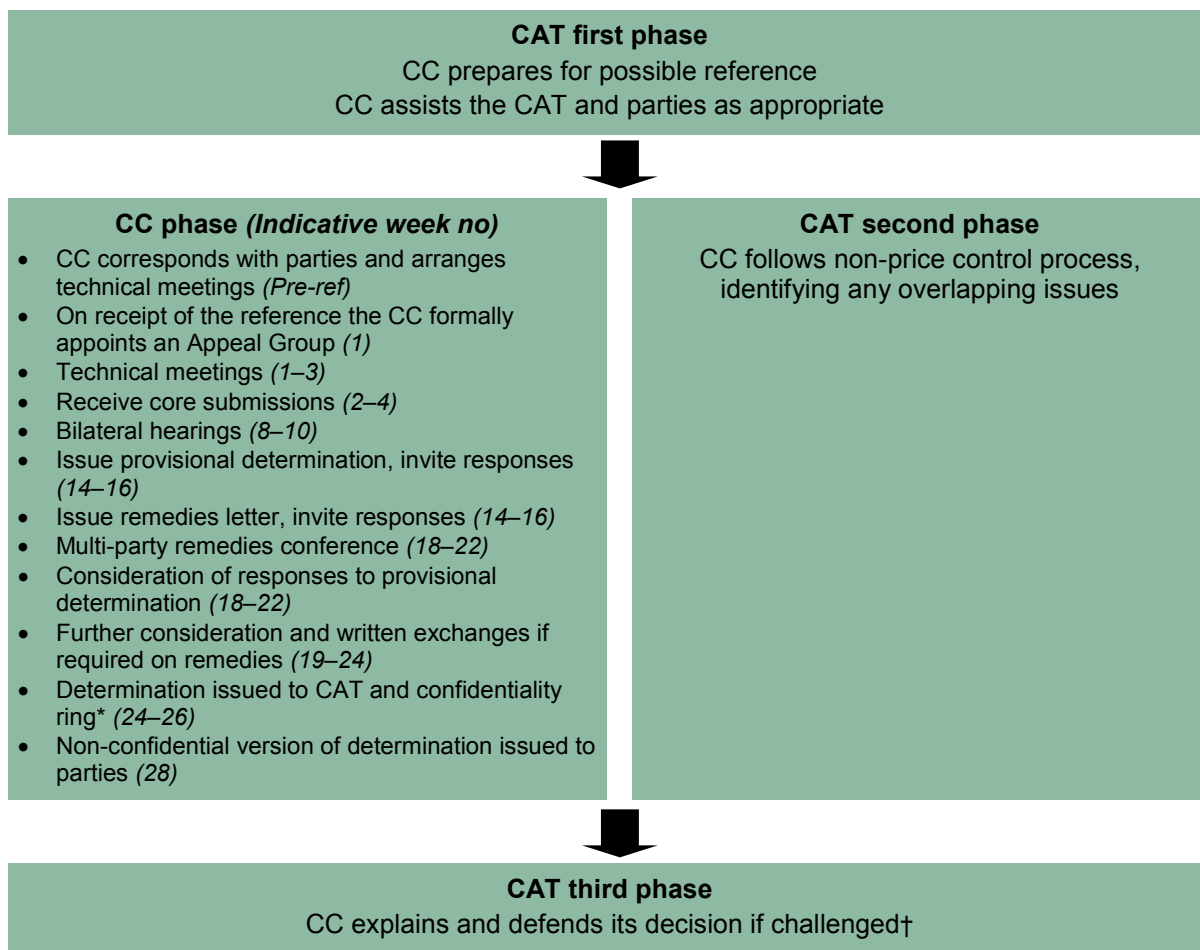 CAT first phase
CC prepares for possible reference
CC assists the CAT and parties as appropriate
CC phase (Indicative week no)
• CC corresponds with parties and arranges
technical meetings (Pre-ref)
• On receipt of the reference the CC formally
appoints an Appeal Group (1)
• Technical meetings (1–3)
• Receive core submissions (2–4)
• Bilateral hearings (8–10)
• Issue provisional determination, invite responses
(14–16)
• Issue remedies letter, invite responses (14–16)
• Multi-party remedies conference (18–22)
• Consideration of responses to provisional
determination (18–22)
• Further consideration and written exchanges if
required on remedies (19–24)
• Determination issued to CAT and confidentiality
ring* (24–26)
• Non-confidential version of determination issued to
parties (28)
CAT second phase
CC follows non-price control process,
identifying any overlapping issues
CAT third phase
CC explains and defends its decision if challenged†